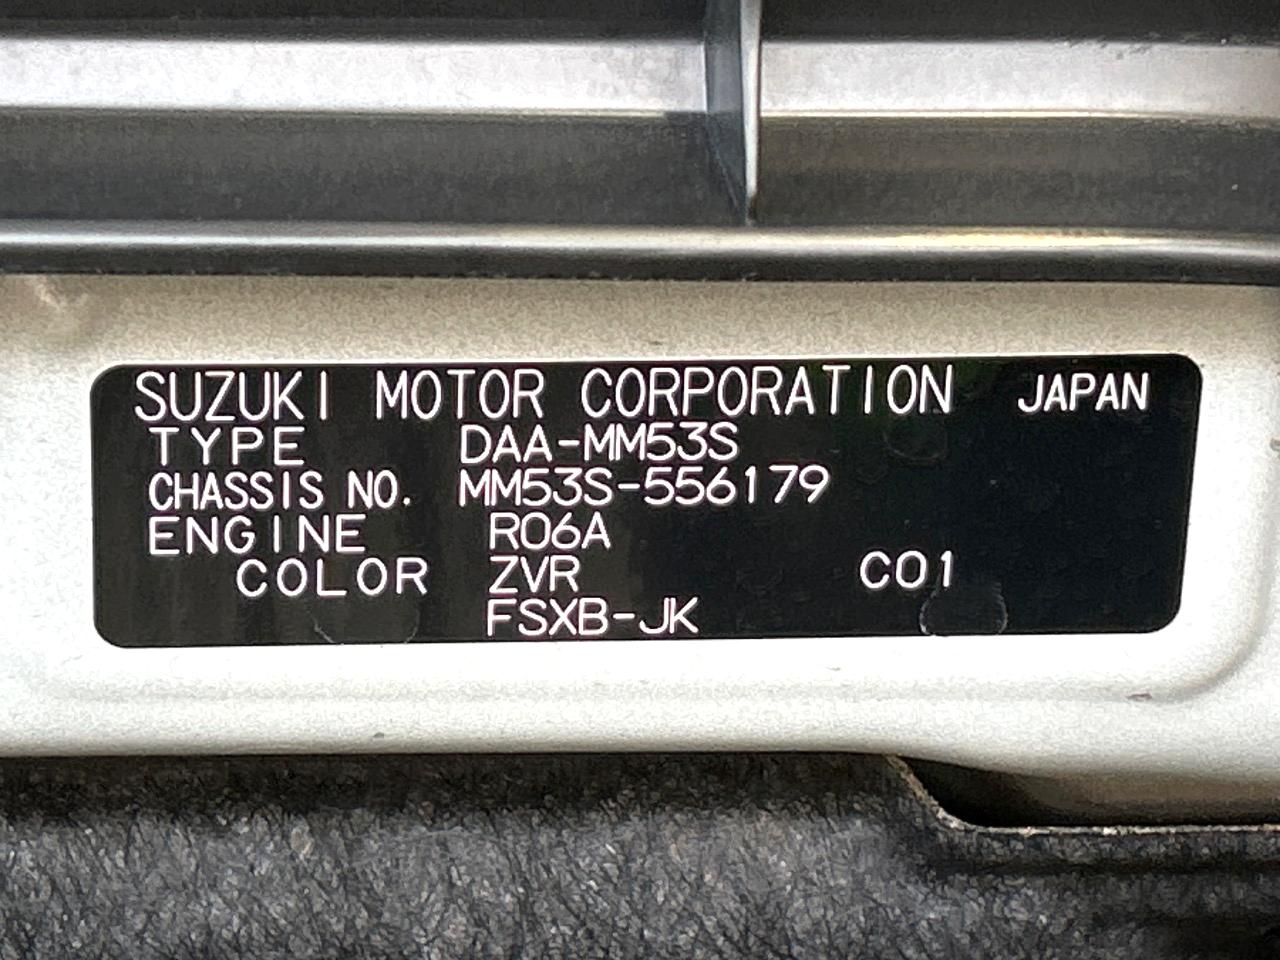 SUZUKI MOTOR CORPORATION JAPAN
TYPE DAA-MM53S
CHASSIS NO. MM53S-556179
ENGINE R06A
COLOR ZVR C01
FSXB-JK